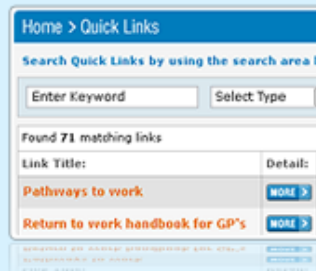 Home > Quick Links
Search Quick Links by using the search area
Enter Keyword Select Type
Found 71 matching links
Link Title: Detail:
Pathways to work MORE >
Return to work handbook for GP's MORE >